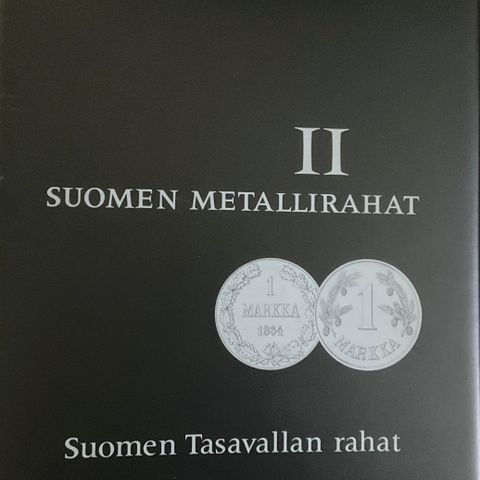 II
SUOMEN METALLIRAHAT
1
MARKKA
1864
1
MARKKA
Suomen Tasavallan rahat